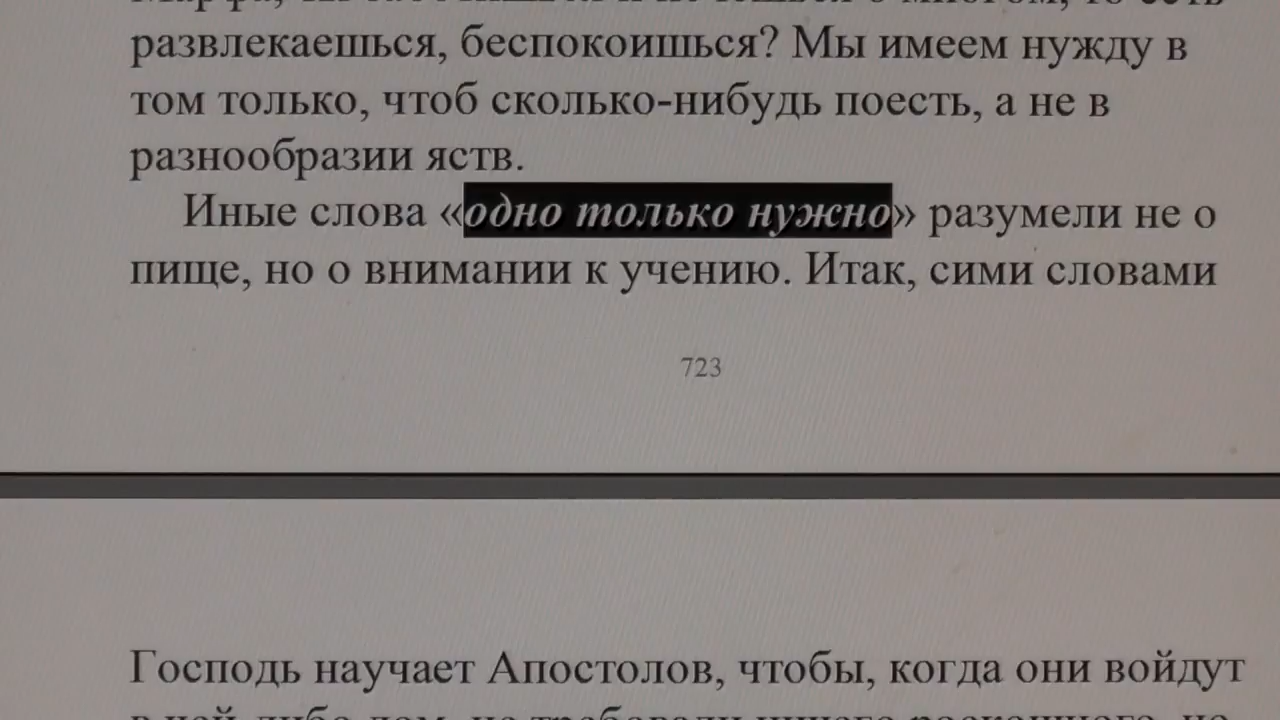 развлекаешься, беспокоишься? Мы имеем нужду в
том только, чтоб сколько-нибудь поесть, а не в
разнообразии яств.
Иные слова «одно только нужно» разумели не о
пище, но о внимании к учению. Итак, сими словами
723
Господь научает Апостолов, чтобы, когда они войдут